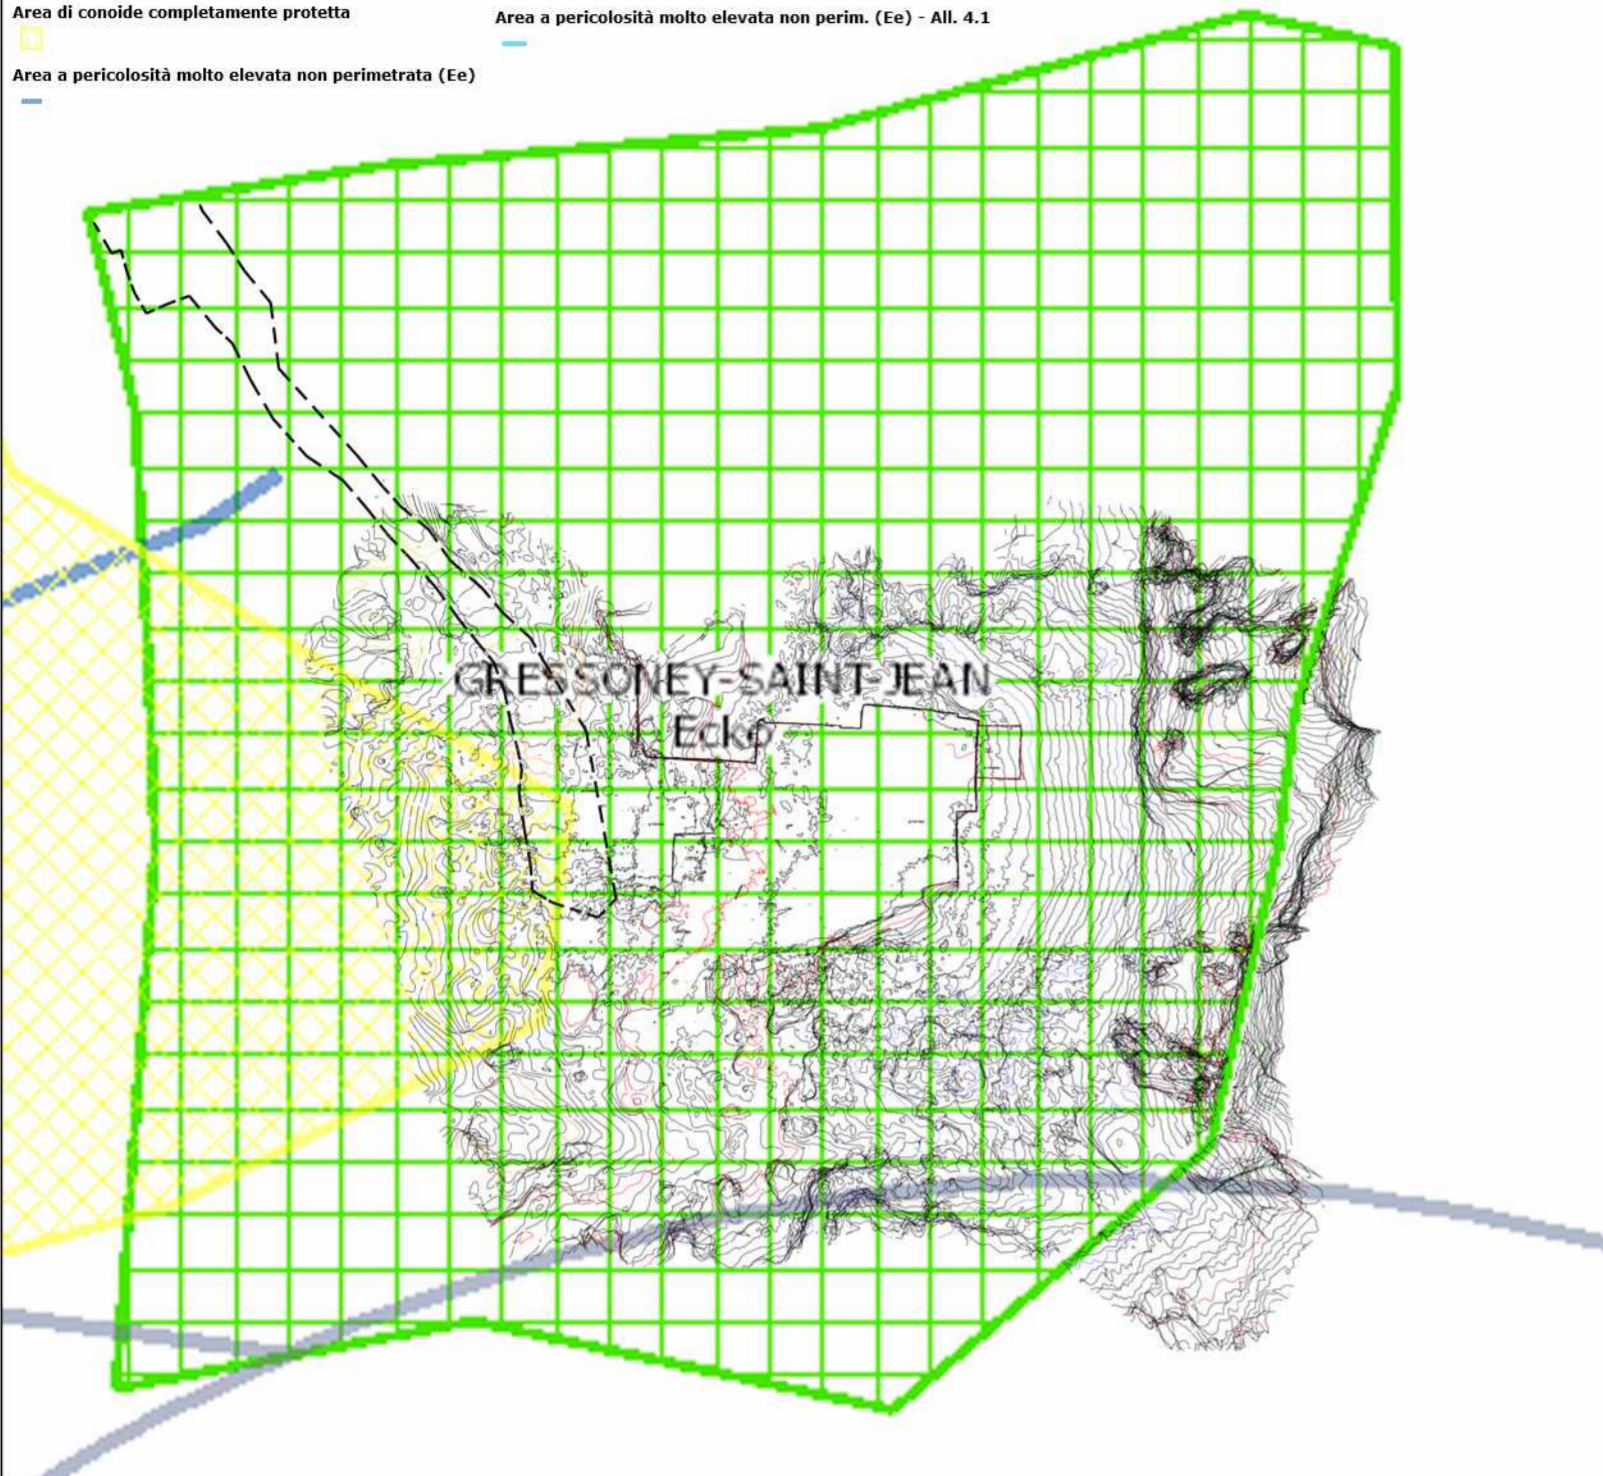 Area di conoide completamente protetta
Area a pericolosità molto elevata non perim. (Ee) - All. 4.1
Area a pericolosità molto elevata non perimetrata (Ee)
GRESSONEY-SAINT-JEAN
Ecko